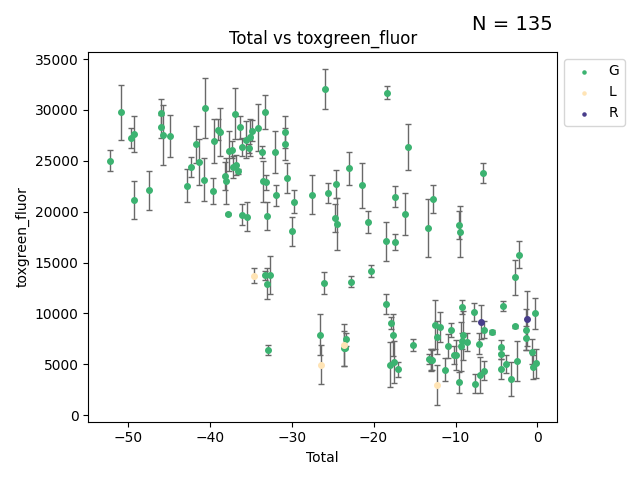 N = 135
Total vs toxgreen_fluor
35000
30000
25000
20000
15000
10000
5000
0
toxgreen_fluor
−50
−40
−30
−20
−10
0
Total
G
L
R